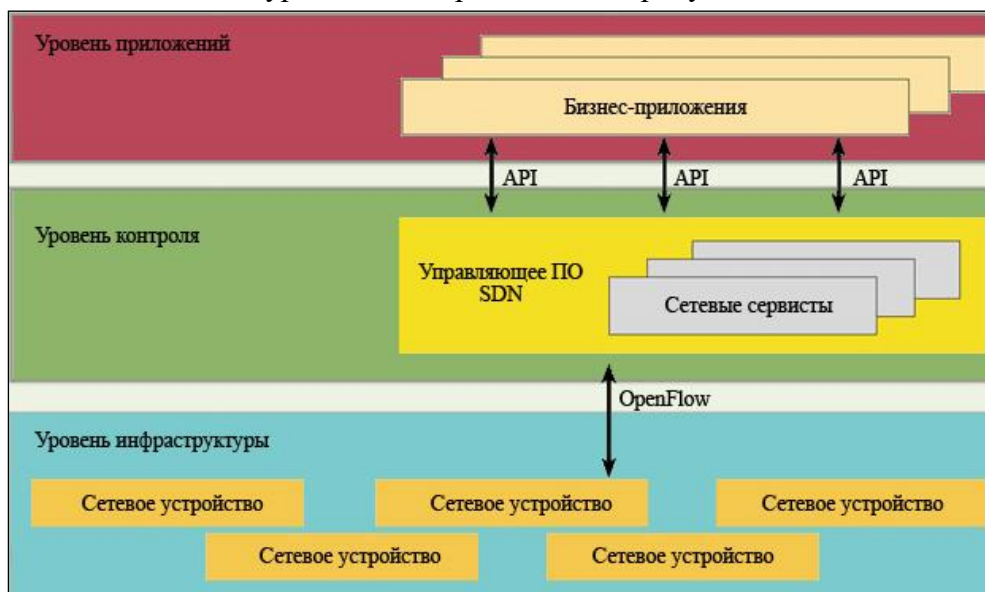 Уровень приложений
Бизнес-приложения
API
API
API
Уровень контроля
Управляющее ПО
SDN
Сетевые сервисты
OpenFlow
Уровень инфраструктуры
Сетевое устройство
Сетевое устройство
Сетевое устройство
Сетевое устройство
Сетевое устройство